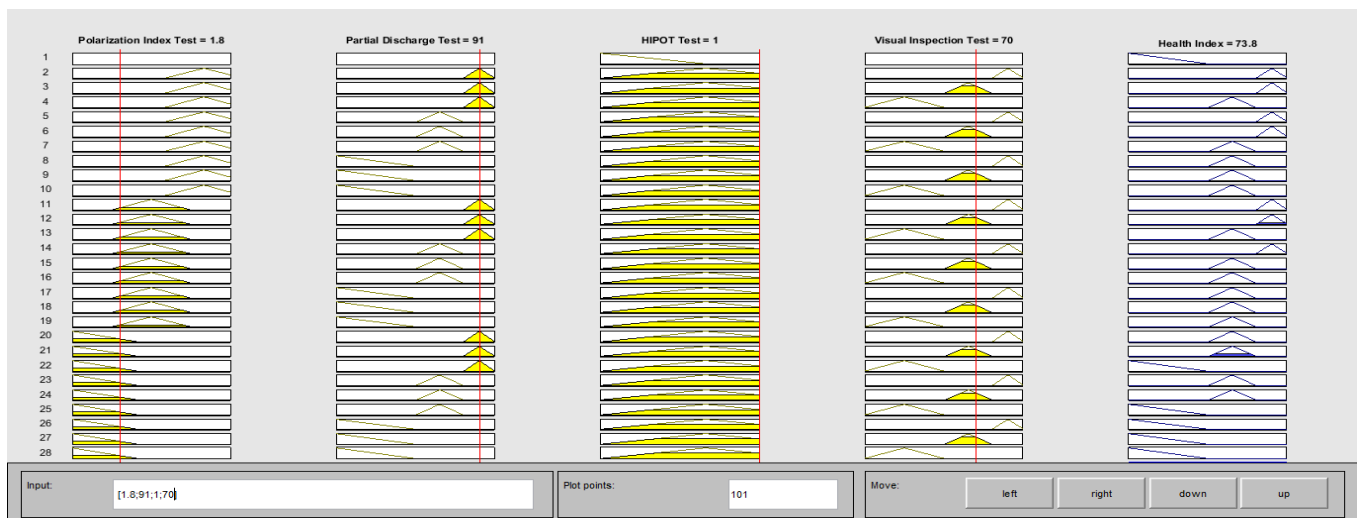 Polarization Index Test = 1.8
Partial Discharge Test = 91
HIPOT Test = 1
Visual Inspection Test = 70
Health Index = 73.8
1
2
3
4
5
6
7
8
9
10
11
12
13
14
15
16
17
18
19
20
21
22
23
24
25
26
27
28
Input:
[1.8;91;1;70]
Plot points:
101
Move:
left
right
down
up